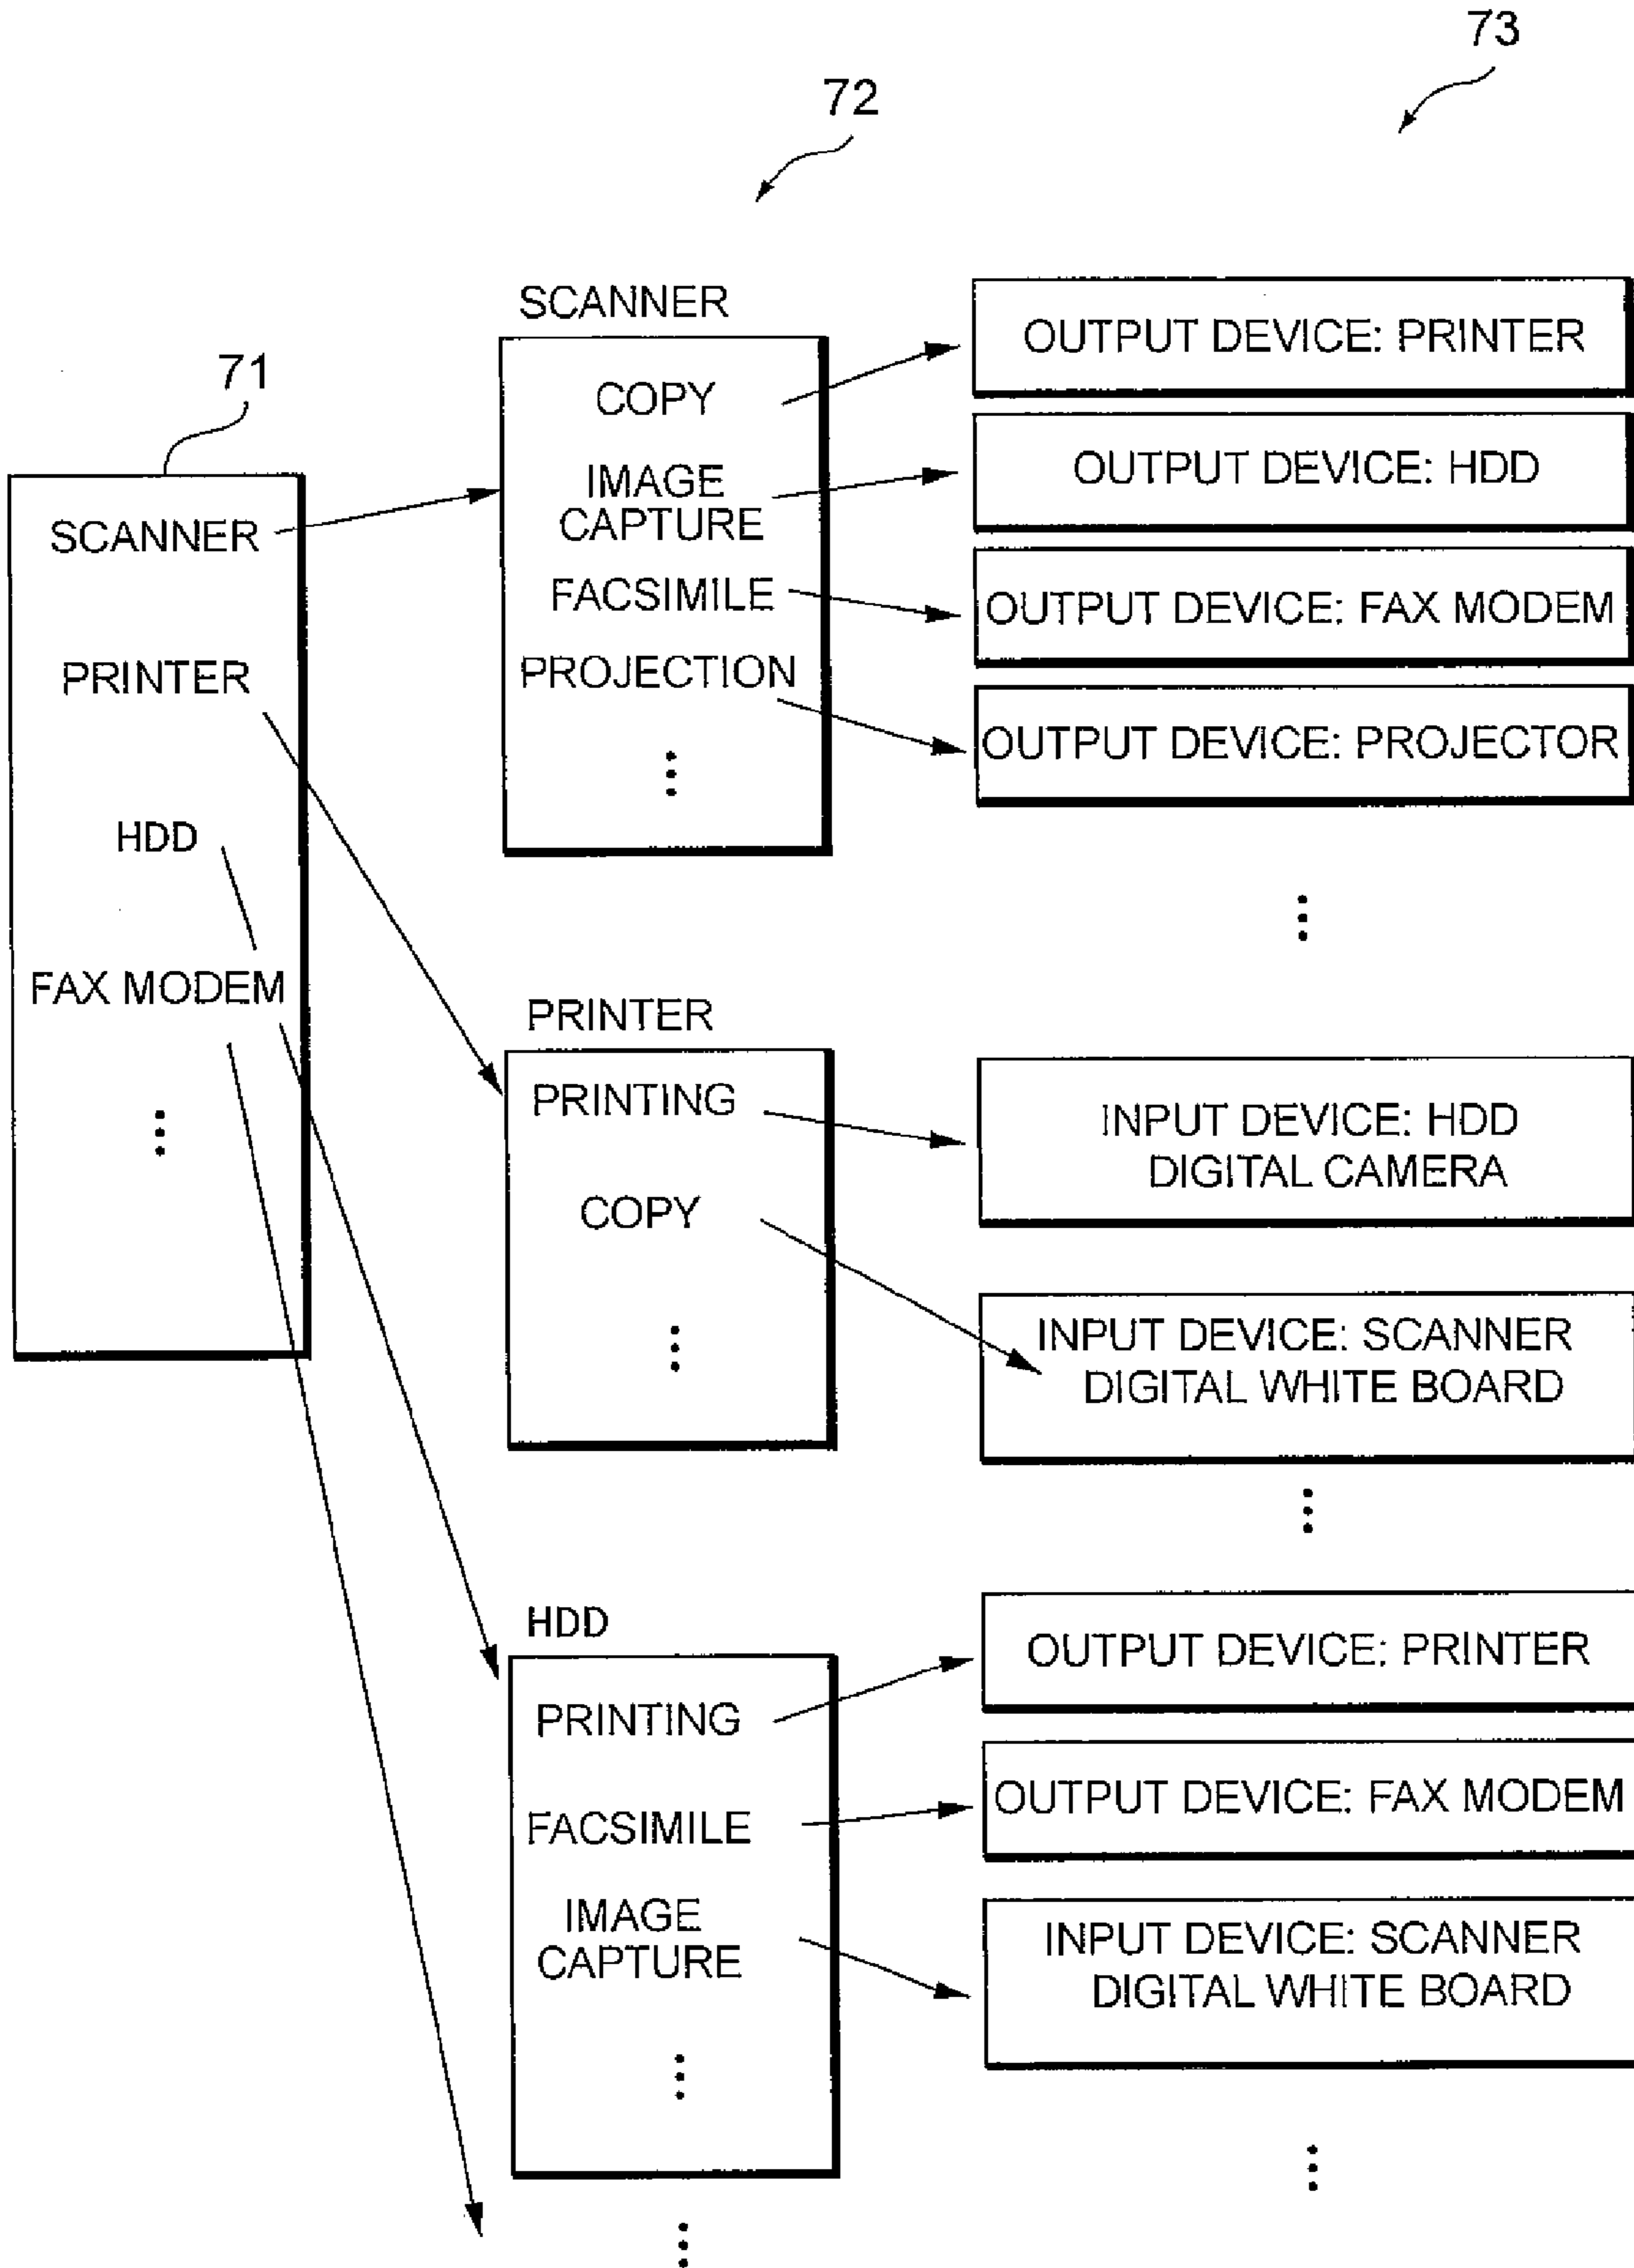 73
72
71
SCANNER
PRINTER
HDD
FAX MODEM
SCANNER
COPY
IMAGE
CAPTURE
FACSIMILE
PROJECTION
OUTPUT DEVICE: PRINTER
OUTPUT DEVICE: HDD
OUTPUT DEVICE: FAX MODEM
OUTPUT DEVICE: PROJECTOR
PRINTER
PRINTING
COPY
INPUT DEVICE: HDD
DIGITAL CAMERA
INPUT DEVICE: SCANNER
DIGITAL WHITE BOARD
HDD
PRINTING
FACSIMILE
IMAGE
CAPTURE
OUTPUT DEVICE: PRINTER
OUTPUT DEVICE: FAX MODEM
INPUT DEVICE: SCANNER
DIGITAL WHITE BOARD